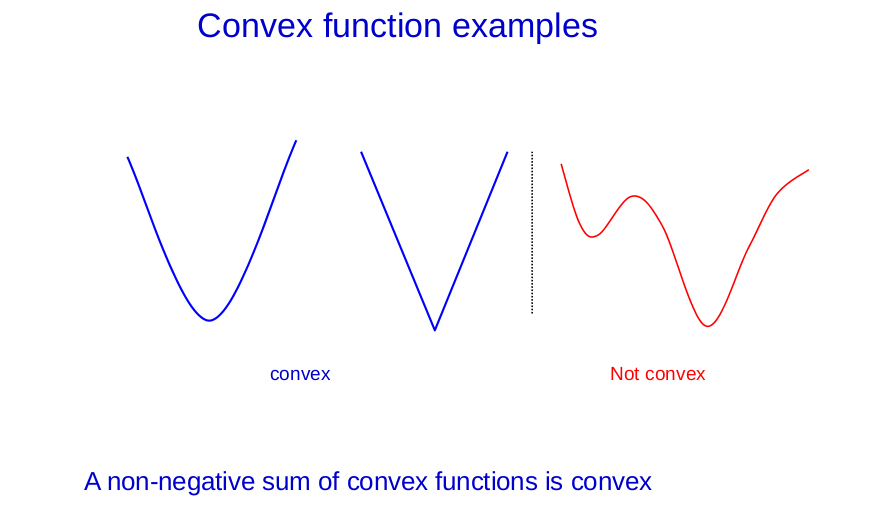 Convex function examples
convex
Not convex
A non-negative sum of convex functions is convex